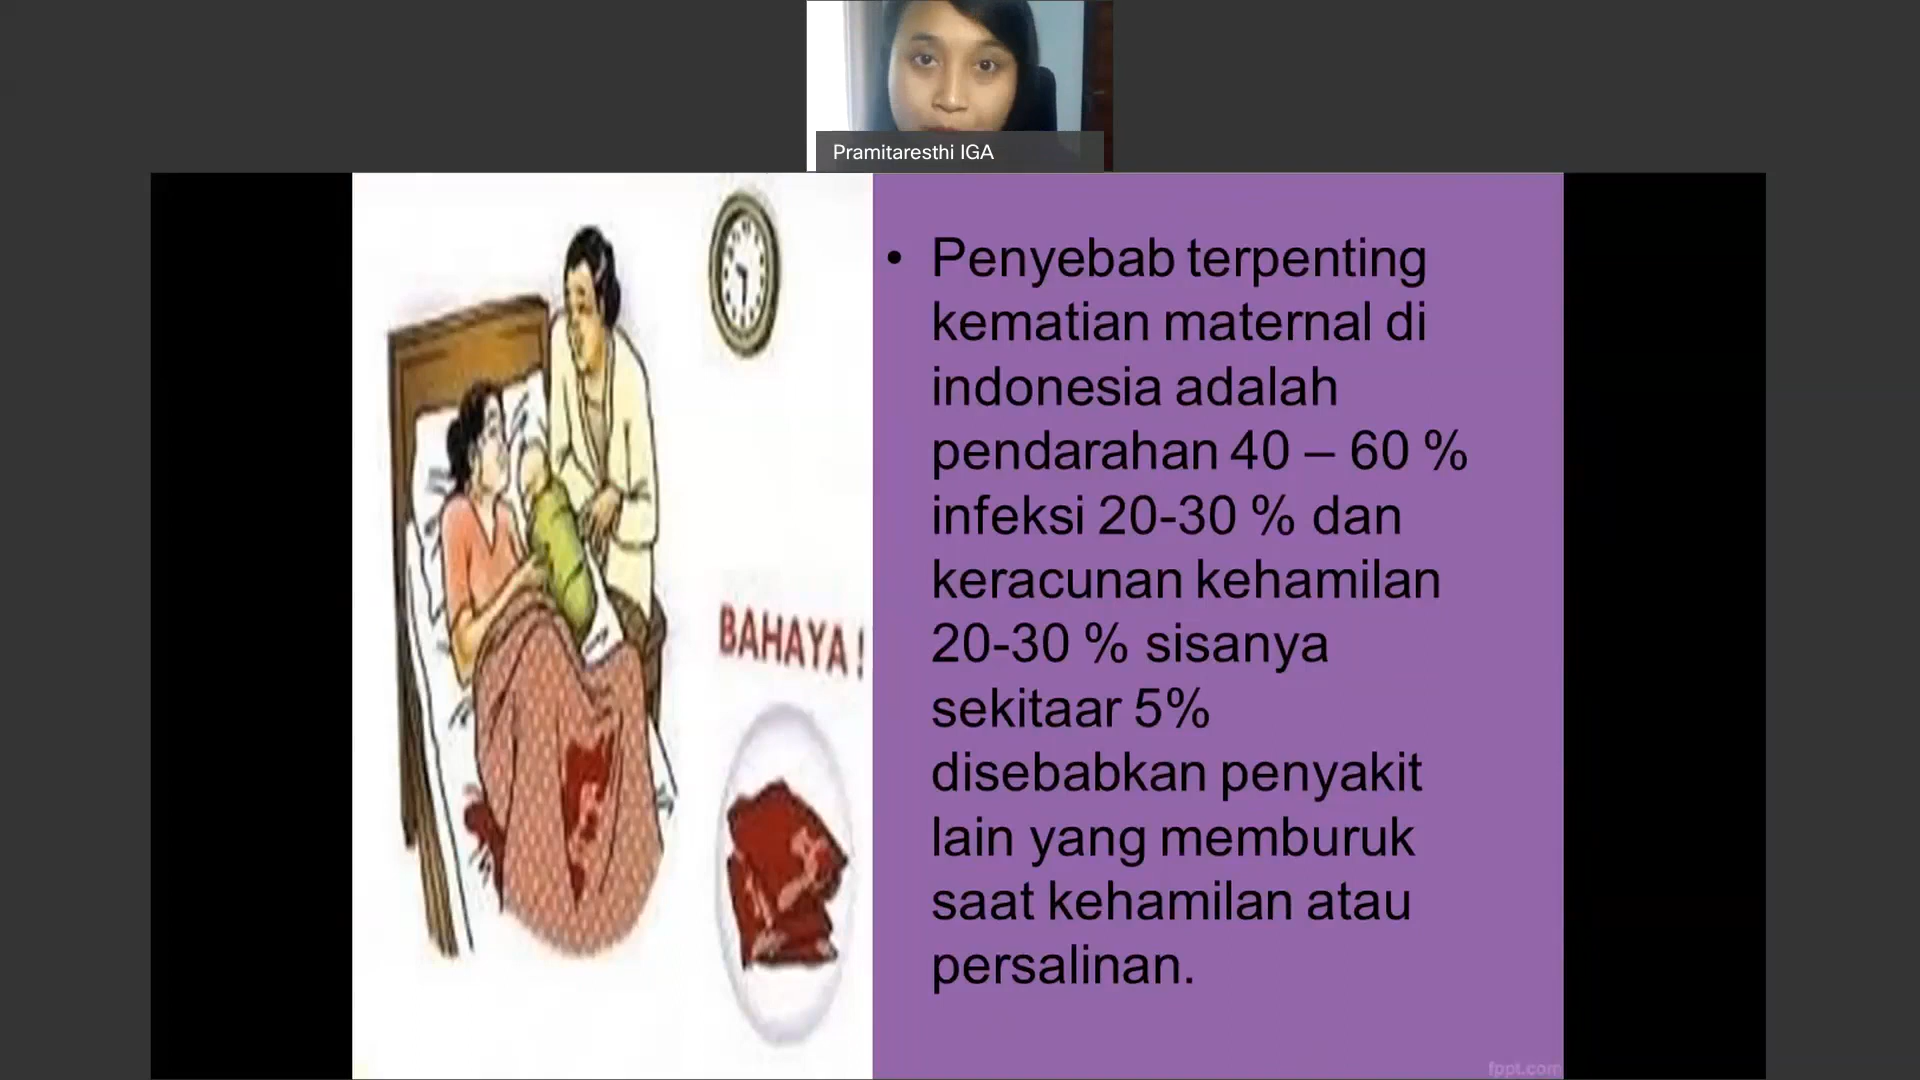 Pramitaresthi IGA
• Penyebab terpenting
kematian maternal di
indonesia adalah
pendarahan 40 – 60 %
infeksi 20-30 % dan
keracunan kehamilan
20-30 % sisanya
sekitaar 5%
disebabkan penyakit
lain yang memburuk
saat kehamilan atau
persalinan.
BAHAYA !
fppt.com